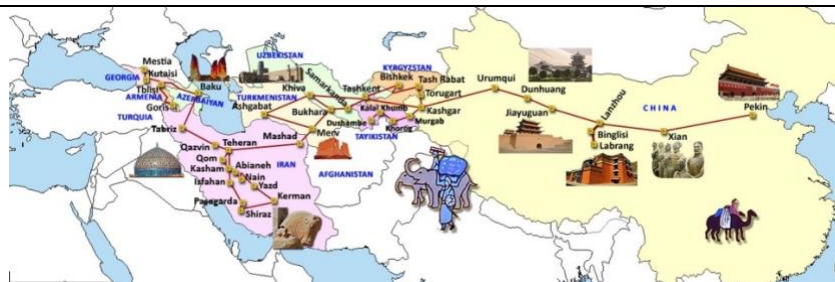 Mestia
GEORGIA
Kutaisi
Tblisi
ARMENIA
Goris
AZERBAIYAN
Baku
TURQUIA
Tabriz
Qazvin
Teheran
Qom
Kasham
Abianeh
Nain
Isfahan
Yazd
Pasagarda
Shiraz
Kerman
IRAN
Mashad
Merv
AFGHANISTAN
TURKMENISTAN
Ashgabat
UZBEKISTAN
Khiva
Bukhara
Samarkanda
Tashkent
Dushambe
TAYIKISTAN
Kalai Khumb
Khorog
Murgab
KYRGYZSTAN
Bishkek
Tash Rabat
Torugart
Kashgar
Urumqui
Dunhuang
Jiayuguan
Lanzhou
Binglisi
Labrang
CHINA
Xian
Pekin